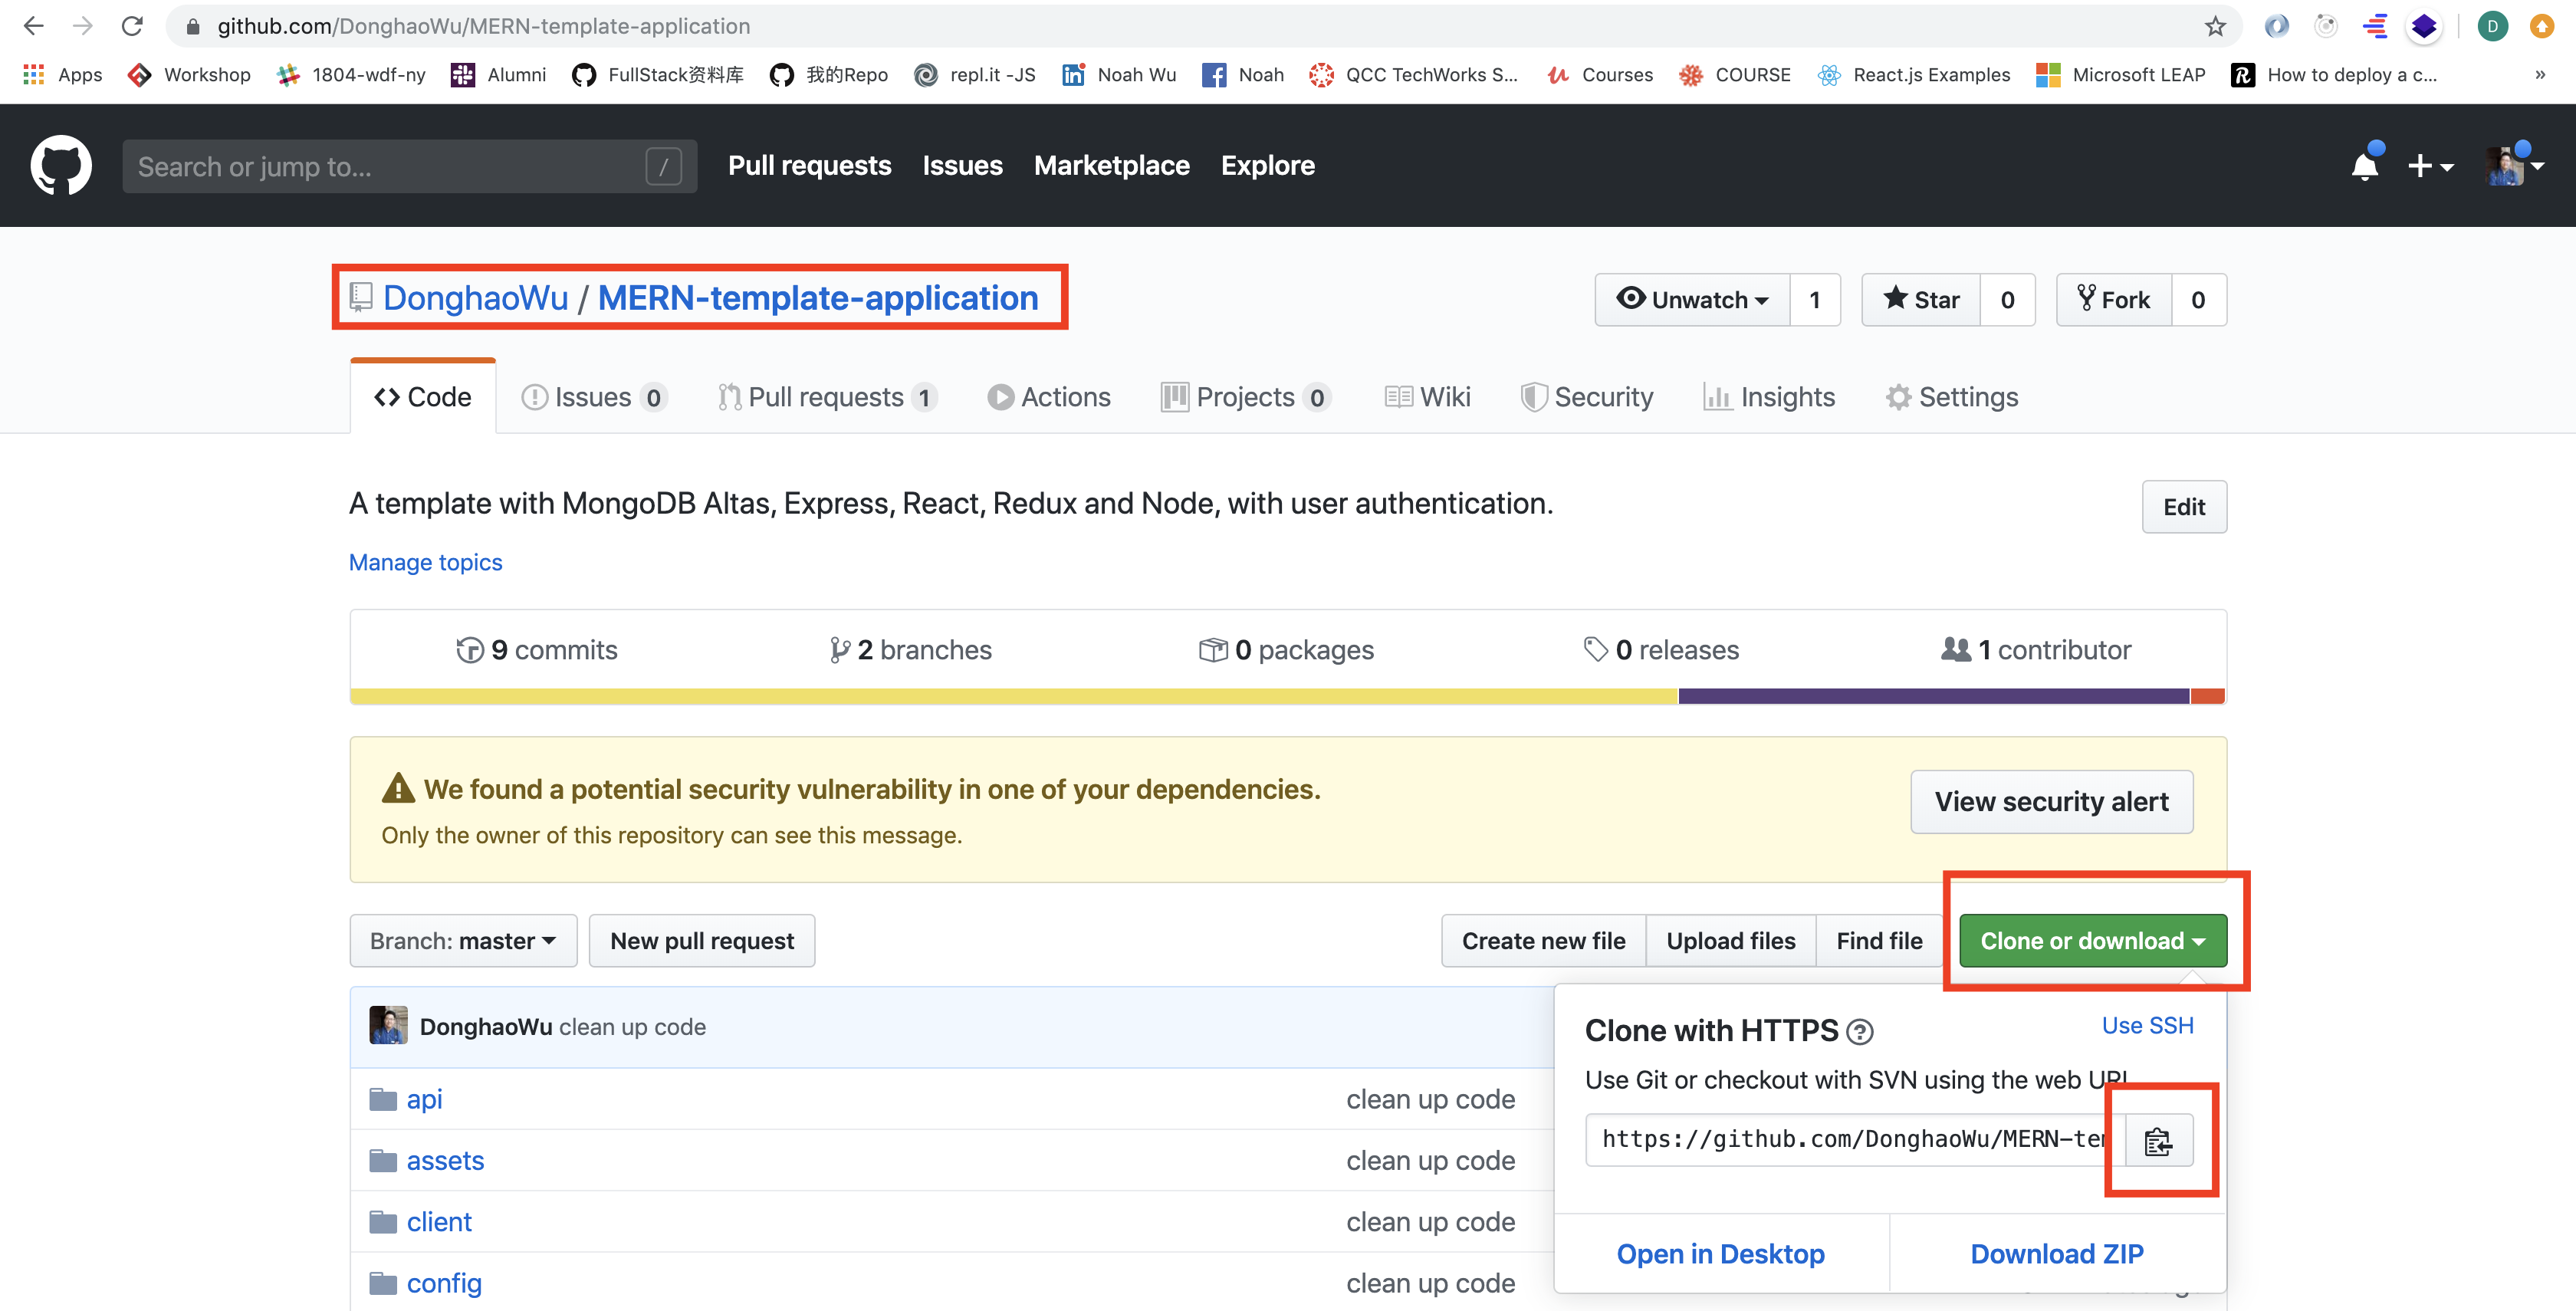 github.com/DonghaoWu/MERN-template-application
D
Apps Workshop 1804-wdf-ny Alumni FullStack资料库 我的Repo repl.it -JS Noah Wu Noah QCC TechWorks S... Courses COURSE React.js Examples Microsoft LEAP How to deploy a c... »
Search or jump to... / Pull requests Issues Marketplace Explore
DonghaoWu / MERN-template-application
Unwatch 1 Star 0 Fork 0
Code Issues 0 Pull requests 1 Actions Projects 0 Wiki Security Insights Settings
A template with MongoDB Altas, Express, React, Redux and Node, with user authentication.
Edit
Manage topics
9 commits 2 branches 0 packages 0 releases 1 contributor
We found a potential security vulnerability in one of your dependencies.
Only the owner of this repository can see this message.
View security alert
Branch: master New pull request Create new file Upload files Find file Clone or download
DonghaoWu clean up code
api clean up code
assets clean up code
client clean up code
config clean up code
Clone with HTTPS
Use SSH
Use Git or checkout with SVN using the web URL
https://github.com/DonghaoWu/MERN-ter
Open in Desktop Download ZIP